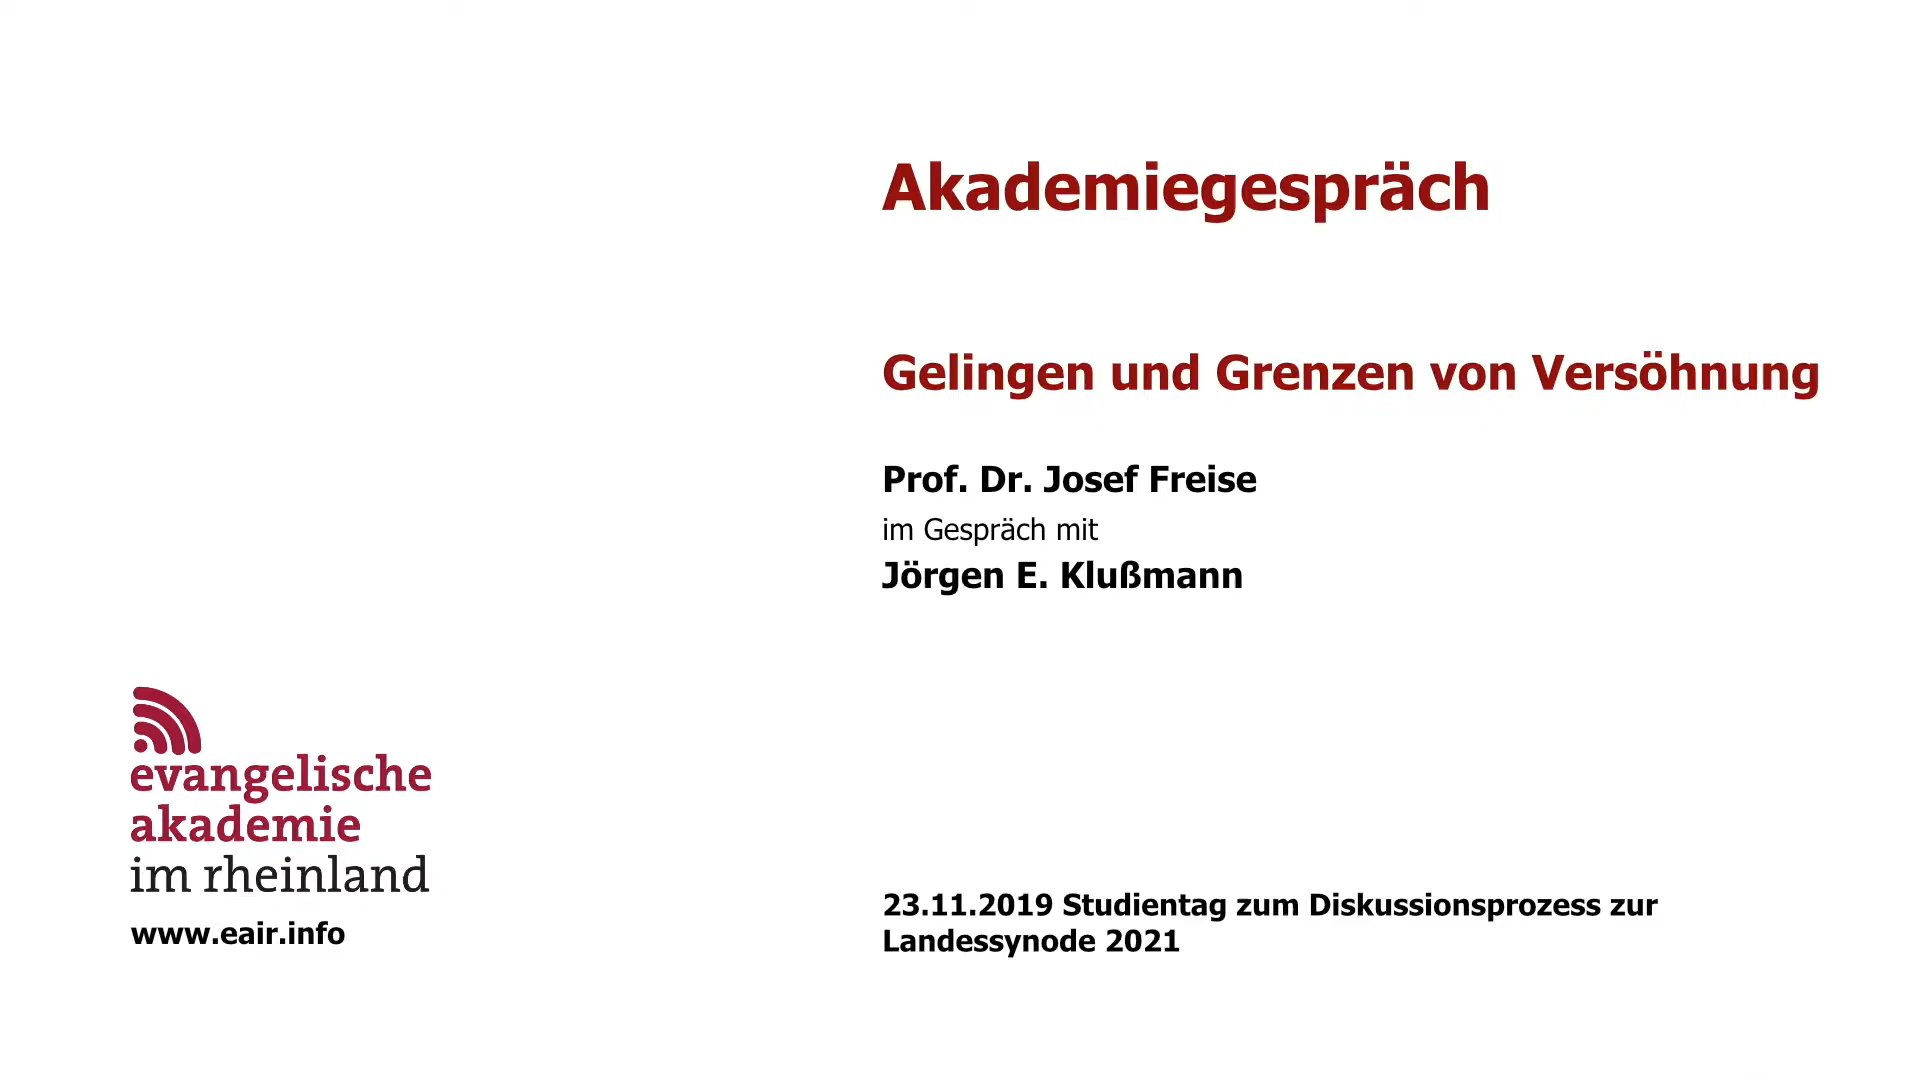 Akademiegespräch
Gelingen und Grenzen von Versöhnung
Prof. Dr. Josef Freise
im Gespräch mit
Jörgen E. Klußmann
evangelische
akademie
im rheinland
www.eair.info
23.11.2019 Studientag zum Diskussionsprozess zur
Landessynode 2021